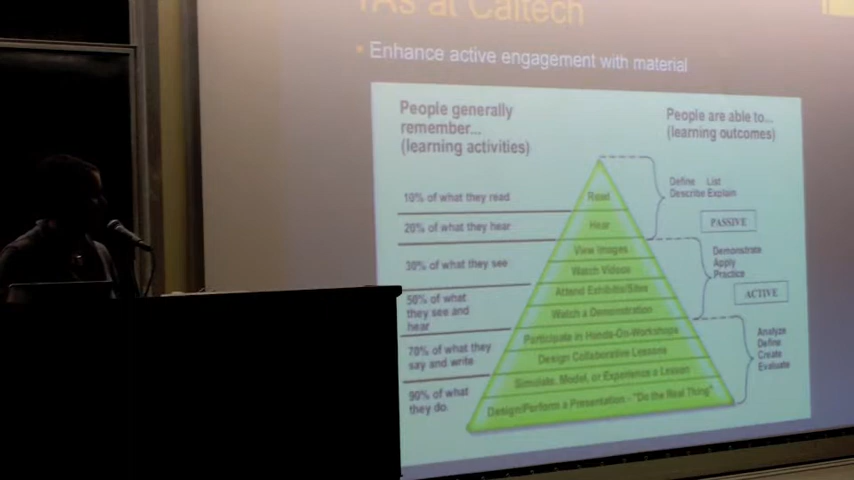 TAs at Caltech
Enhance active engagement with material
People generally
remember...
(learning activities)
People are able to...
(learning outcomes)
10% of what they read
20% of what they hear
30% of what they see
50% of what
they see and
hear
70% of what they
say and write
90% of what
they do.
Read
Hear
View Images
Watch Videos
Attend Exhibits/Sites
Watch a Demonstration
Participate in Hands-On-Workshops
Design Collaborative Lessons
Simulate, Model, or Experience a Lesson
Design/Perform a Presentation - "Do the Real Thing"
Define List
Describe Explain
PASSIVE
Demonstrate
Apply
Practice
ACTIVE
Analyze
Define
Create
Evaluate